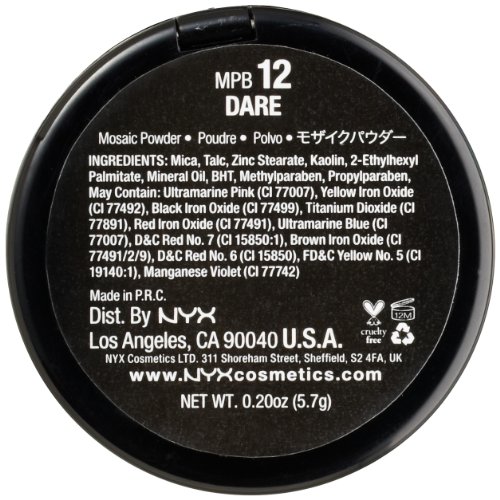 MPB 12
DARE
Mosaic Powder • Poudre • Polvo • モザイクパウダー
INGREDIENTS: Mica, Talc, Zinc Stearate, Kaolin, 2-Ethylhexyl
Palmitate, Mineral Oil, BHT, Methylparaben, Propylparaben,
May Contain: Ultramarine Pink (CI 77007), Yellow Iron Oxide
(CI 77492), Black Iron Oxide (CI 77499), Titanium Dioxide (CI
77891), Red Iron Oxide (CI 77491), Ultramarine Blue (CI
77007), D&C Red No. 7 (CI 15850:1), Brown Iron Oxide (CI
77491/2/9), D&C Red No. 6 (CI 15850), FD&C Yellow No. 5 (CI
19140:1), Manganese Violet (CI 77742)
Made in P.R.C.
Dist. By NYX
Los Angeles, CA 90040 U.S.A.
12M
cruelty
free
NYX Cosmetics LTD. 311 Shoreham Street, Sheffield, S2 4FA, UK
www.NYXcosmetics.com
NET WT. 0.20oz (5.7g)